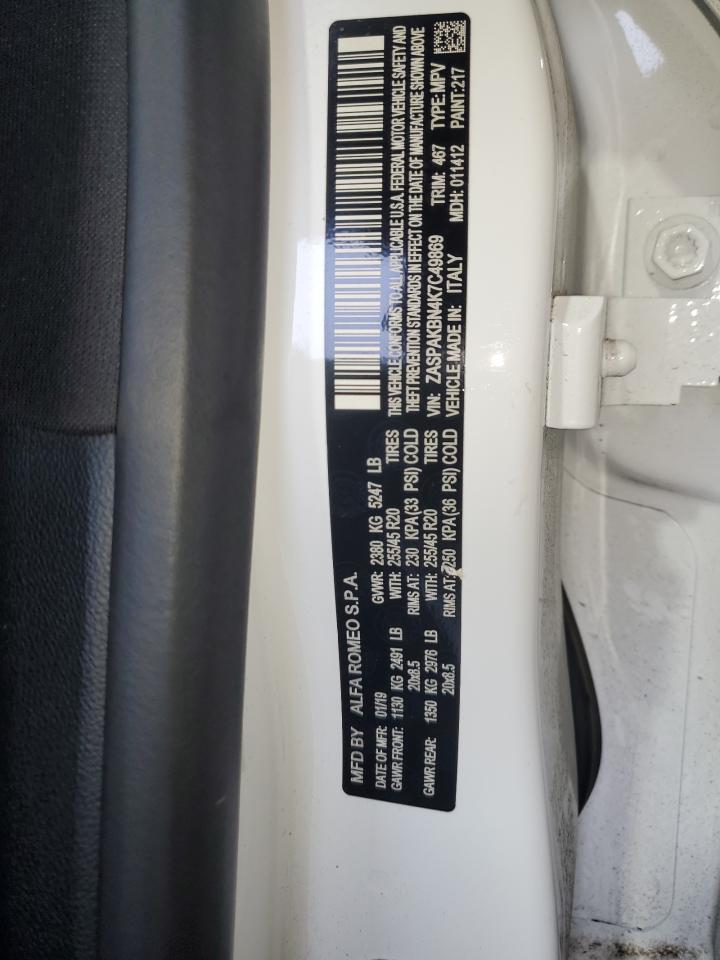 MFD BY ALFA ROMEO S.P.A.
DATE OF MFR: 01/19 GVWR: 2380 KG 5247 LB
GAWR FRONT: 1130 KG 2491 LB WITH: 255/45 R20 TIRES
20x8.5 RIMS AT: 230 KPA (33 PSI) COLD
GAWR REAR: 1350 KG 2976 LB WITH: 255/45 R20 TIRES
20x8.5 RIMS AT: 250 KPA (36 PSI) COLD
THIS VEHICLE CONFORMS TO ALL APPLICABLE U.S.A. FEDERAL MOTOR VEHICLE SAFETY AND
THEFT PREVENTION STANDARDS IN EFFECT ON THE DATE OF MANUFACTURE SHOWN ABOVE
VIN: ZASPAKBN4K7C49869 TRIM: 467 TYPE: MPV
VEHICLE MADE IN: ITALY MDH: 011412 PAINT: 217